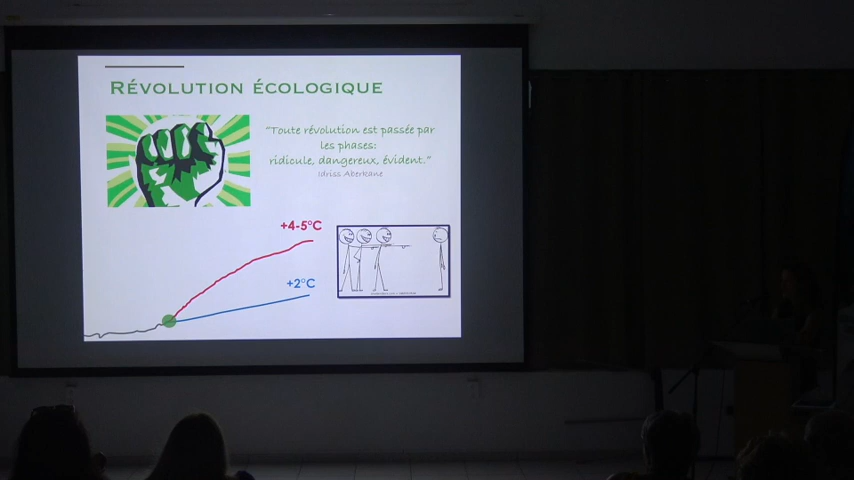 RÉVOLUTION ÉCOLOGIQUE
"Toute révolution est passée par
les phases:
ridicule, dangereux, évident."
Idriss Aberkane
+4-5°C
+2°C